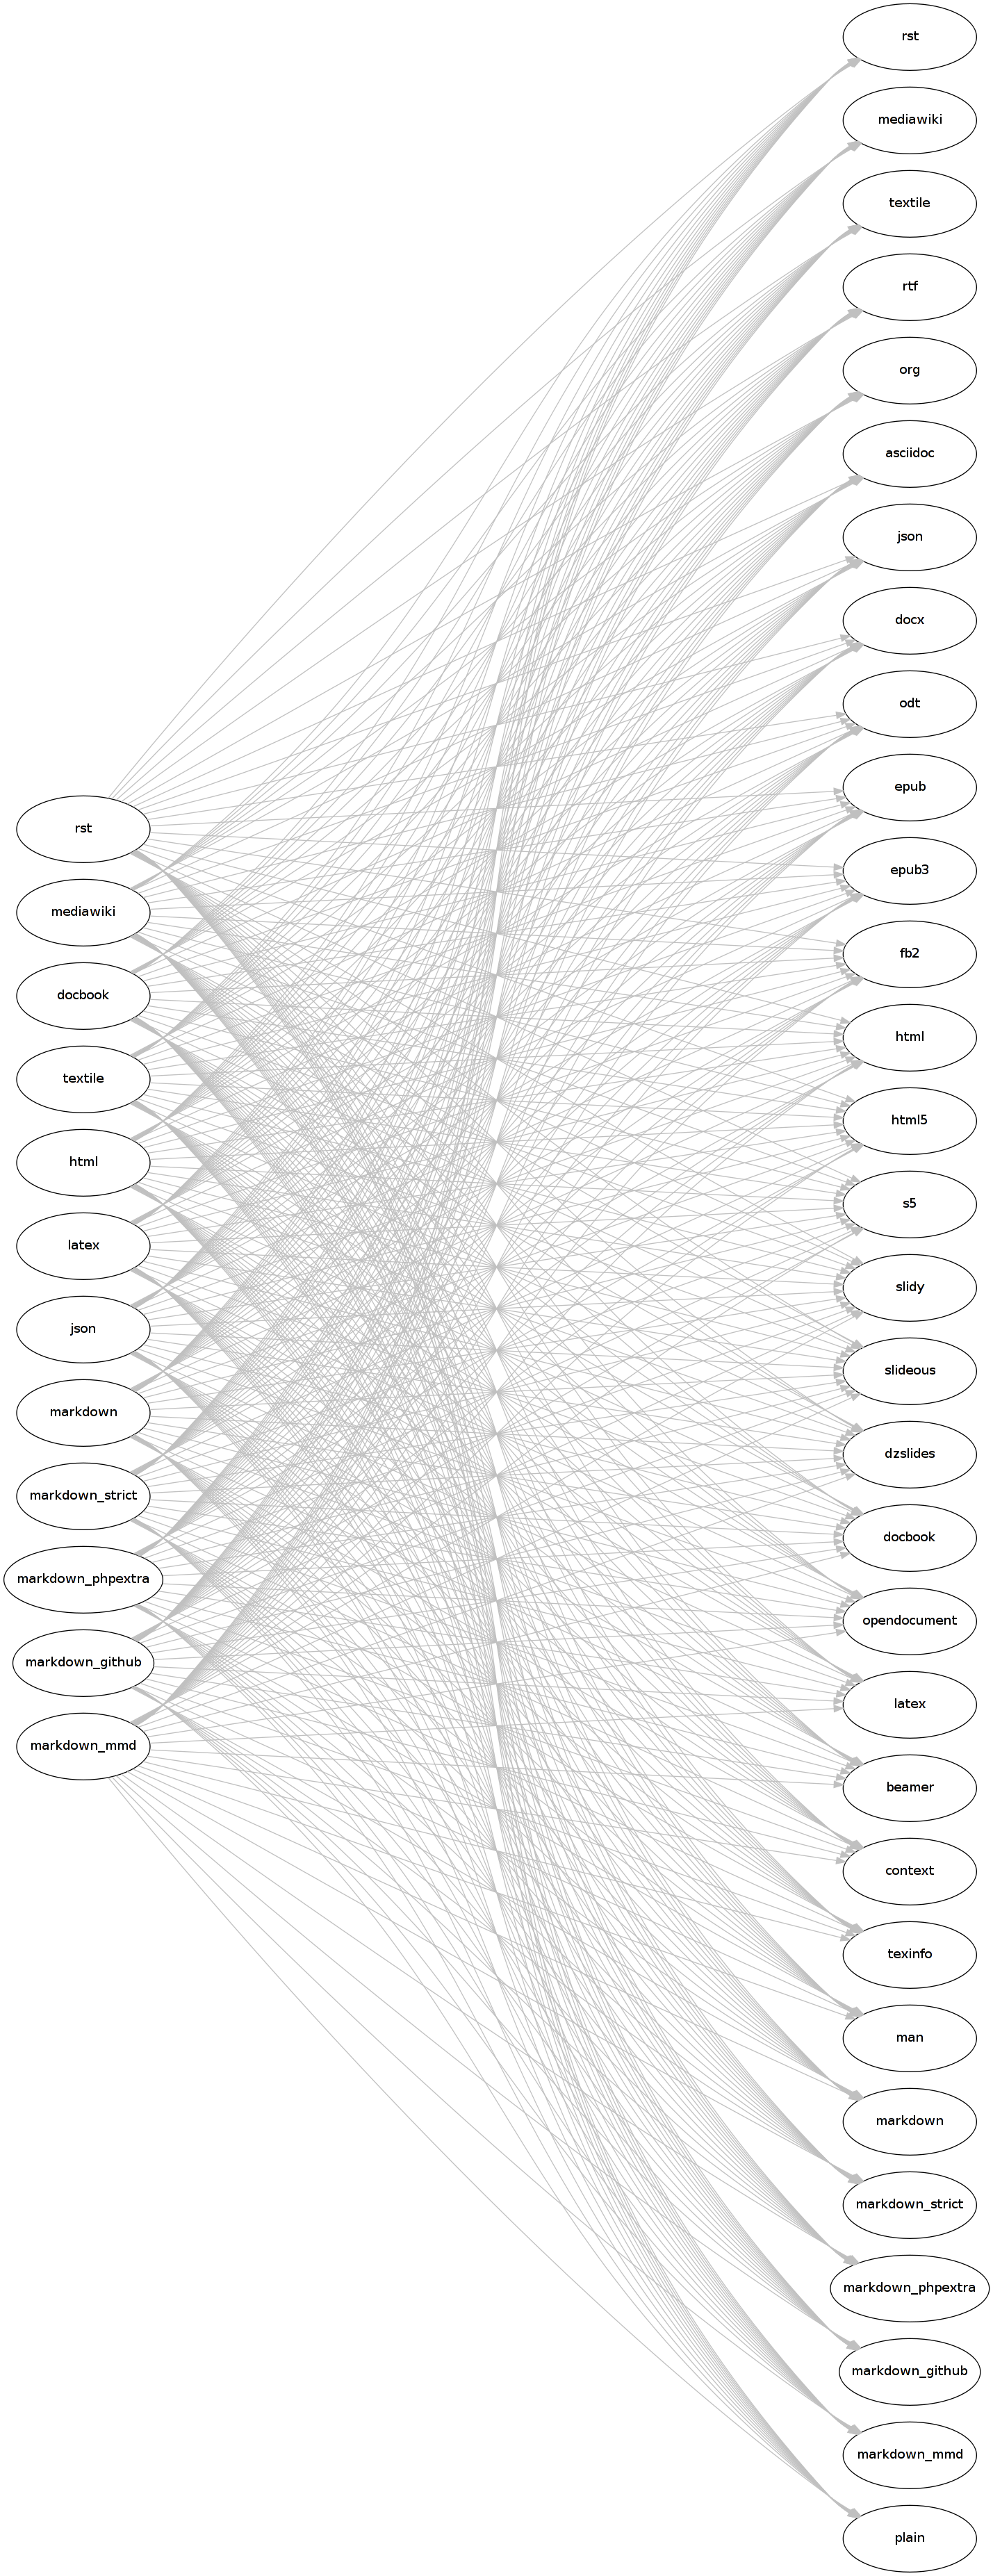 rst
mediawiki
docbook
textile
html
latex
json
markdown
markdown_strict
markdown_phpextra
markdown_github
markdown_mmd
rst
mediawiki
textile
rtf
org
asciidoc
json
docx
odt
epub
epub3
fb2
html
html5
s5
slidy
slideous
dzslides
docbook
opendocument
latex
beamer
context
texinfo
man
markdown
markdown_strict
markdown_phpextra
markdown_github
markdown_mmd
plain